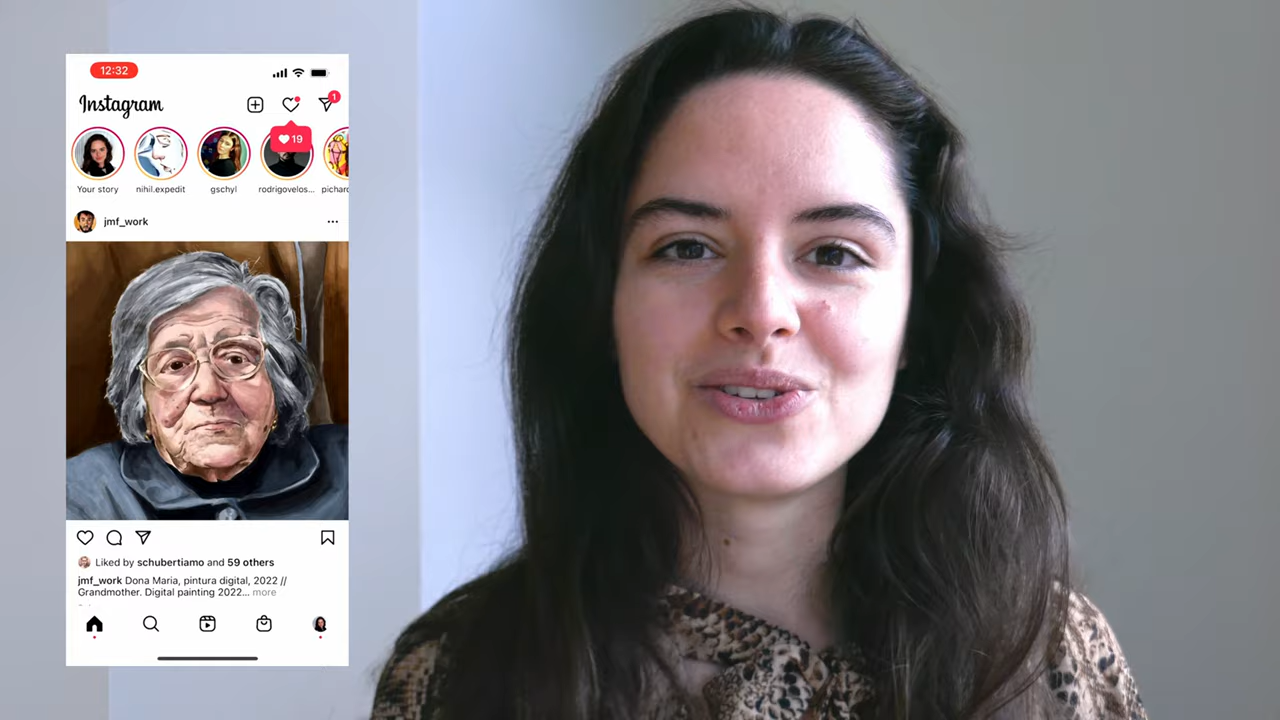 12:32
Instagram
1
19
Your story
nihil.expedit
gschyl
rodrigovelos...
pichard
jmf_work
Liked by schubertiamo and 59 others
jmf_work Dona Maria, pintura digital, 2022 //
Grandmother. Digital painting 2022... more